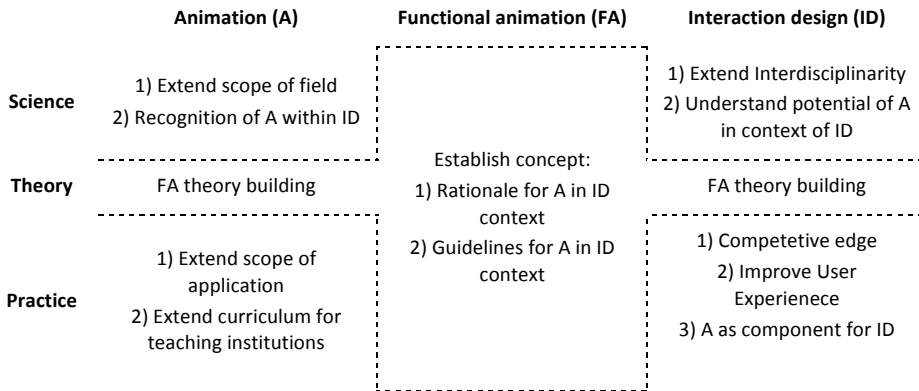 Animation (A)
Functional animation (FA)
Interaction design (ID)
Science
1) Extend scope of field
2) Recognition of A within ID
1) Extend Interdisciplinarity
2) Understand potential of A
in context of ID
Establish concept:
1) Rationale for A in ID
context
2) Guidelines for A in ID
context
Theory
FA theory building
FA theory building
Practice
1) Extend scope of
application
2) Extend curriculum for
teaching institutions
1) Competetive edge
2) Improve User
Experienece
3) A as component for ID